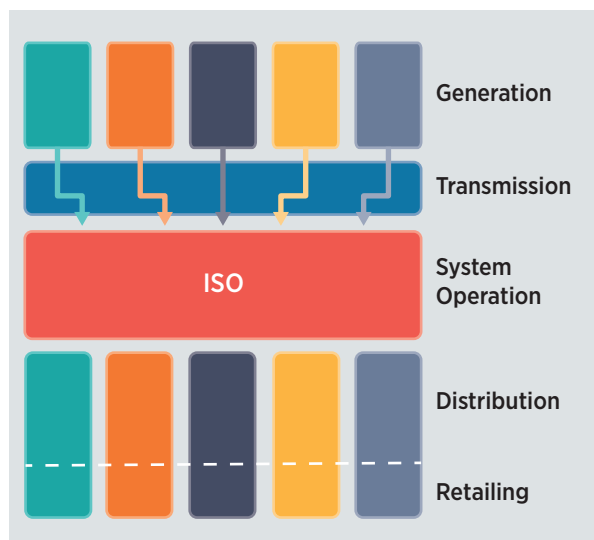 Generation
Transmission
ISO
System
Operation
Distribution
Retailing